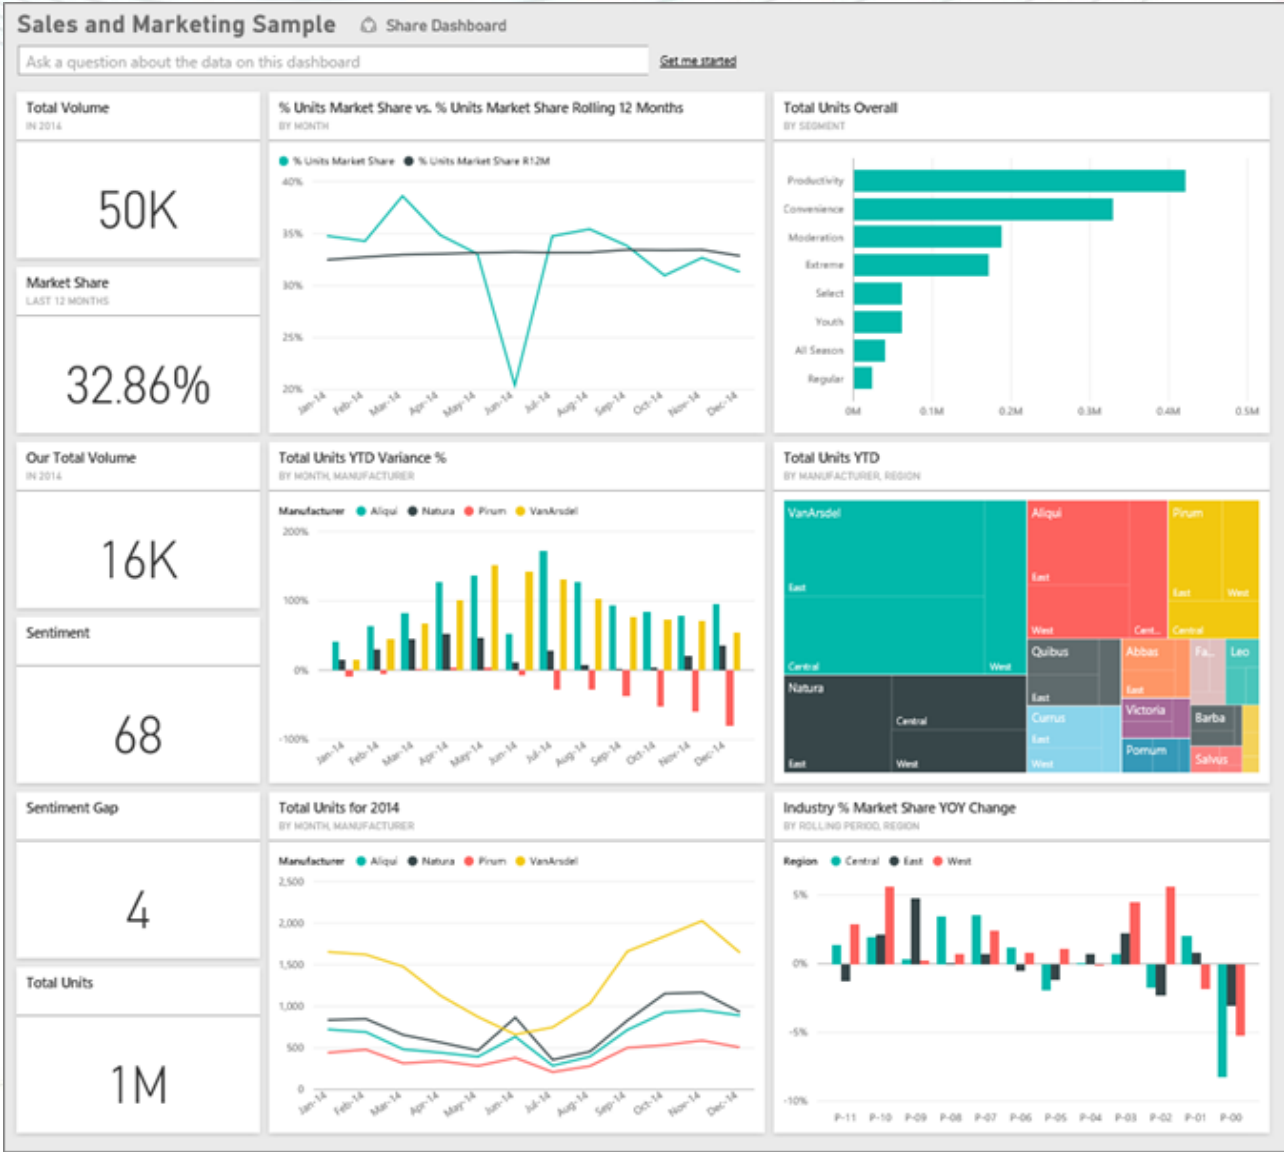 Sales and Marketing Sample Share Dashboard
Ask a question about the data on this dashboard Get me started
Total Volume
IN 2014
50K
Market Share
LAST 12 MONTHS
32.86%
Our Total Volume
IN 2014
16K
Sentiment
68
Sentiment Gap
4
Total Units
1M
% Units Market Share vs. % Units Market Share Rolling 12 Months
BY MONTH
% Units Market Share % Units Market Share R12M
40%
35%
30%
25%
20%
Jan-14 Feb-14 Mar-14 Apr-14 May-14 Jun-14 Jul-14 Aug-14 Sep-14 Oct-14 Nov-14 Dec-14
Total Units YTD Variance %
BY MONTH, MANUFACTURER
Manufacturer Aliqui Natura Pirum VanArsdel
200%
100%
0%
-100%
Jan-14 Feb-14 Mar-14 Apr-14 May-14 Jun-14 Jul-14 Aug-14 Sep-14 Oct-14 Nov-14 Dec-14
Total Units for 2014
BY MONTH, MANUFACTURER
Manufacturer Aliqui Natura Pirum VanArsdel
2,500
2,000
1,500
1,000
500
0
Jan-14 Feb-14 Mar-14 Apr-14 May-14 Jun-14 Jul-14 Aug-14 Sep-14 Oct-14 Nov-14 Dec-14
Total Units Overall
BY SEGMENT
Productivity
Convenience
Moderation
Extreme
Select
Youth
All Season
Regular
0M 0.1M 0.2M 0.3M 0.4M 0.5M
Total Units YTD
BY MANUFACTURER, REGION
VanArsdel
East
Central West
Aliqui
East
West Cent...
Pirum
East West
Central
Natura
Central
East West
Quibus
East
Currus
East
West
Abbas
East
Fa... Leo
Victoria
Barba
Pomum
Salvus
Industry % Market Share YOY Change
BY ROLLING PERIOD, REGION
Region Central East West
5%
0%
-5%
-10%
P-11 P-10 P-09 P-08 P-07 P-06 P-05 P-04 P-03 P-02 P-01 P-00